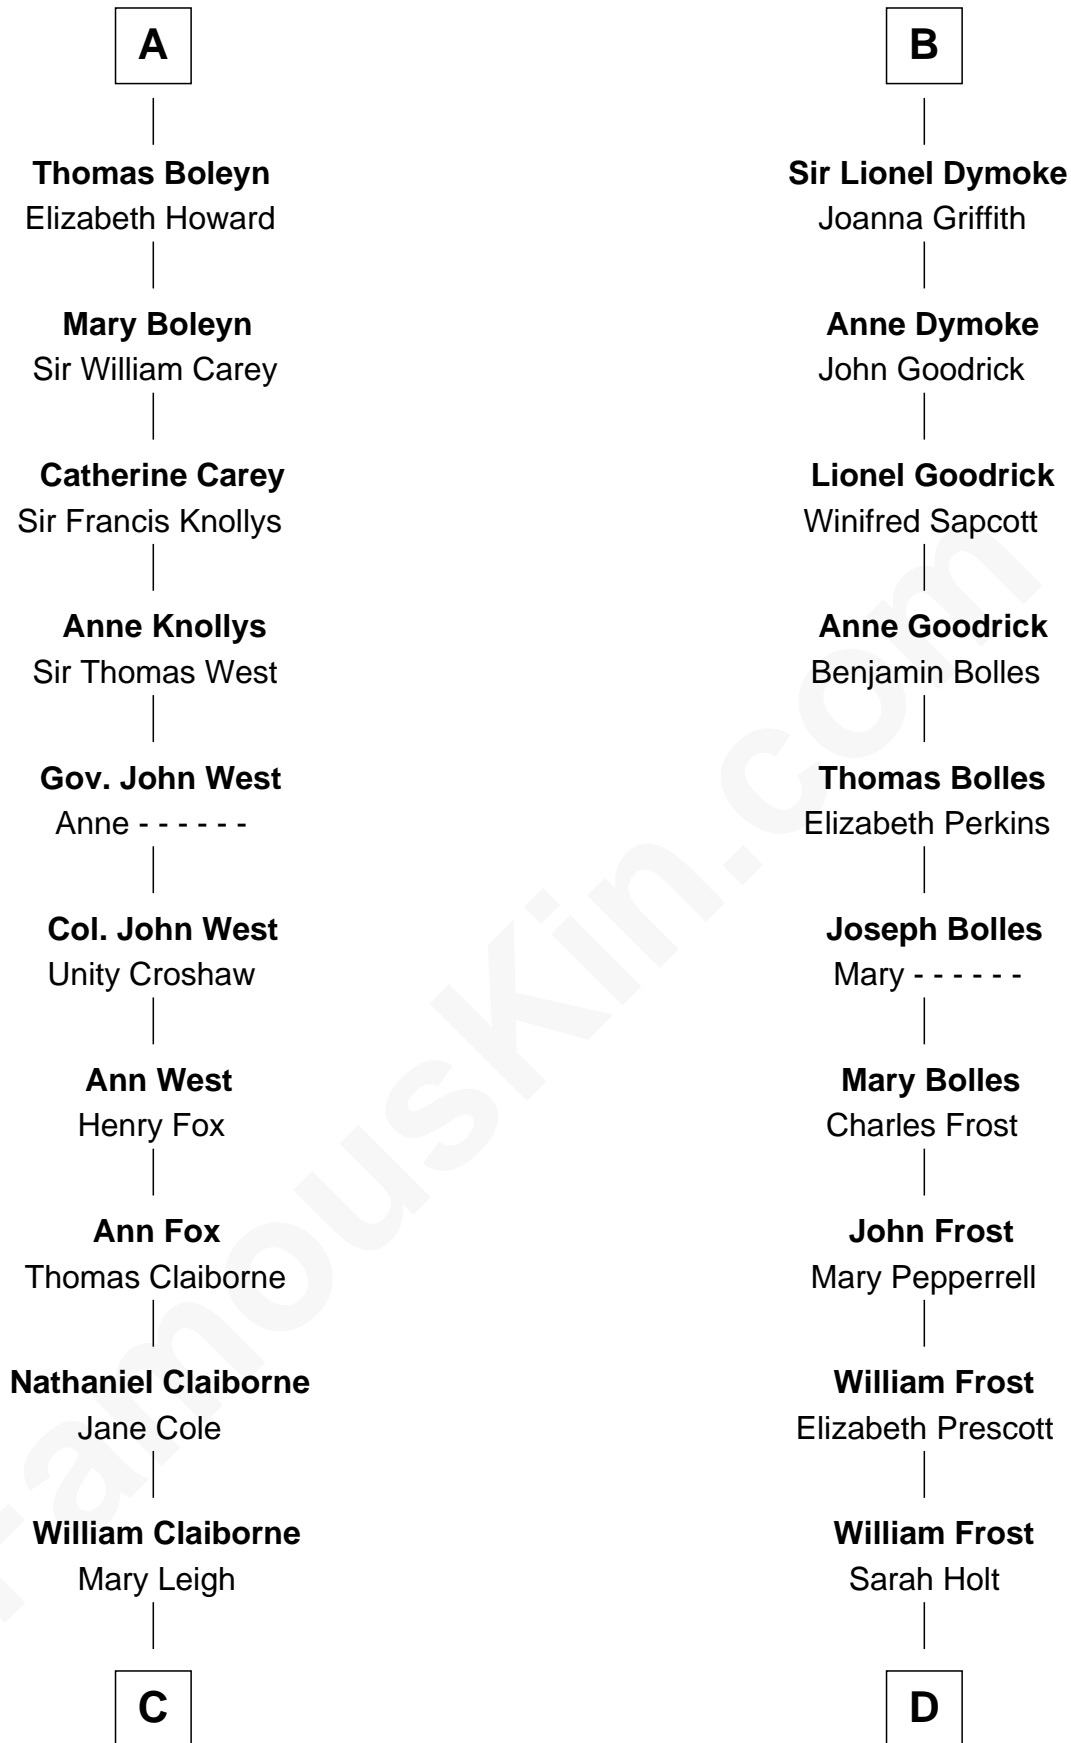 A
Thomas Boleyn
Elizabeth Howard
Mary Boleyn
Sir William Carey
Catherine Carey
Sir Francis Knollys
Anne Knollys
Sir Thomas West
Gov. John West
Anne - - - - - -
Col. John West
Unity Croshaw
Ann West
Henry Fox
Ann Fox
Thomas Claiborne
Nathaniel Claiborne
Jane Cole
William Claiborne
Mary Leigh
C
B
Sir Lionel Dymoke
Joanna Griffith
Anne Dymoke
John Goodrick
Lionel Goodrick
Winifred Sapcott
Anne Goodrick
Benjamin Bolles
Thomas Bolles
Elizabeth Perkins
Joseph Bolles
Mary - - - - - -
Mary Bolles
Charles Frost
John Frost
Mary Pepperrell
William Frost
Elizabeth Prescott
William Frost
Sarah Holt
D
FamousKin.com